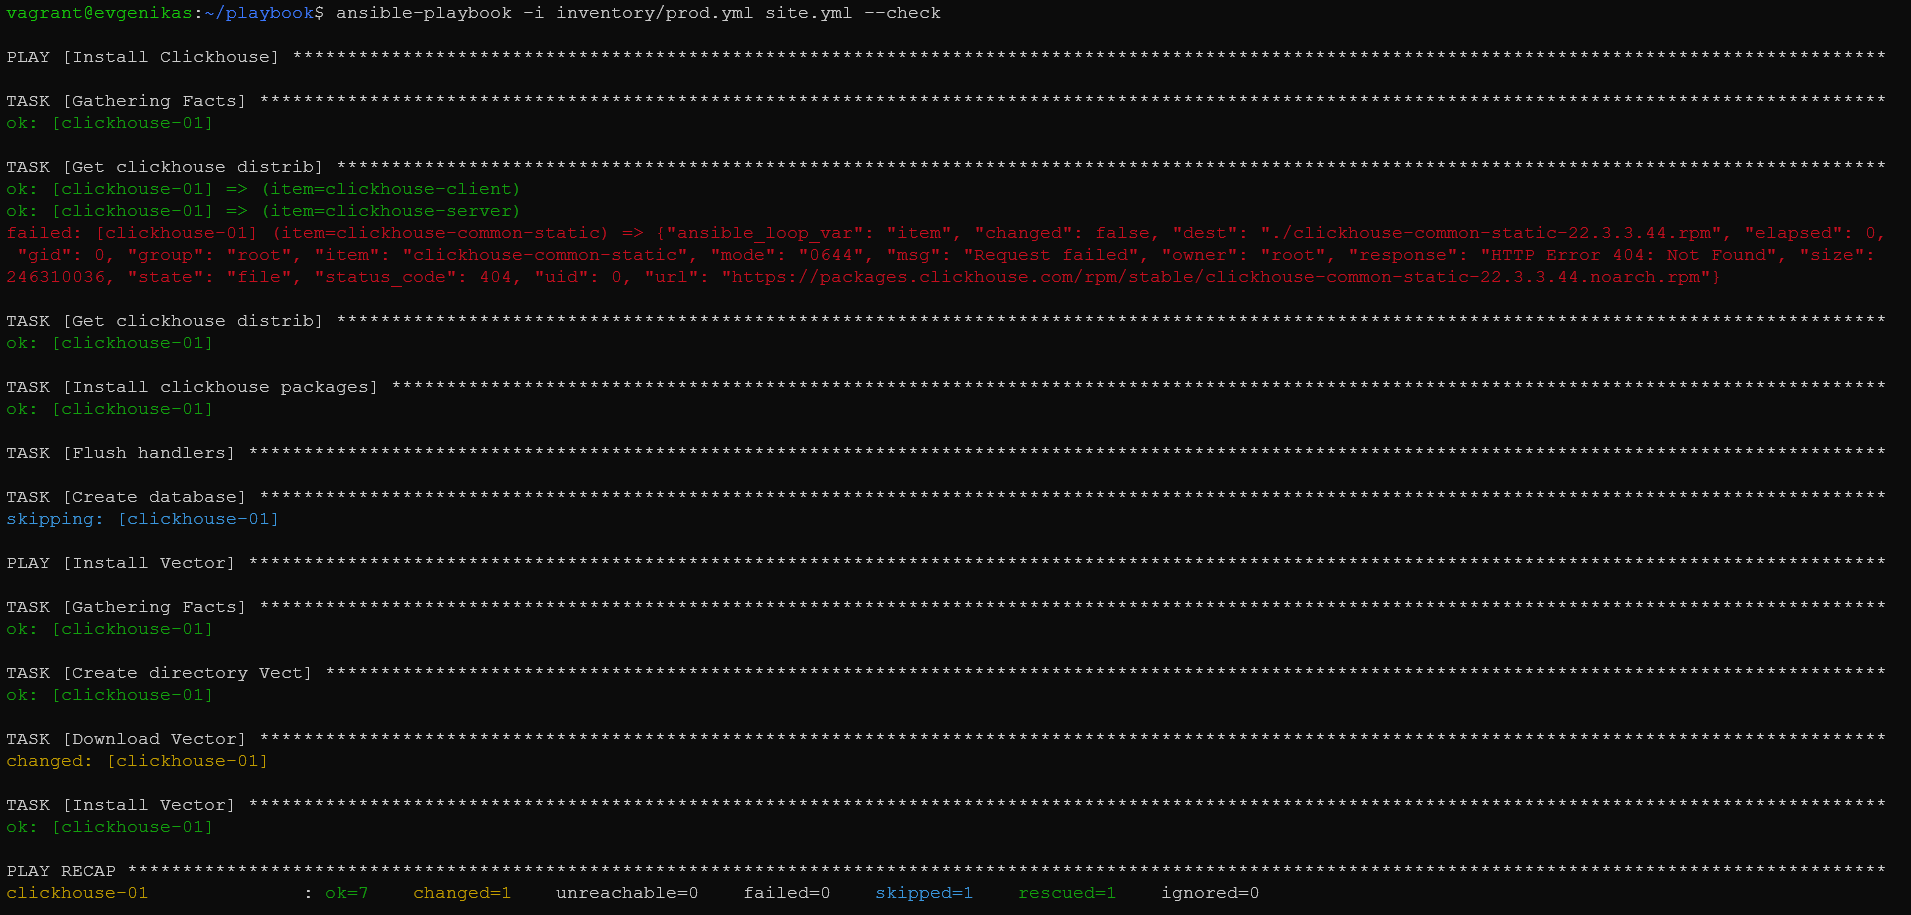 vagrant@evgenikas:~/playbook$ ansible-playbook -i inventory/prod.yml site.yml --check
PLAY [Install Clickhouse] ***************************************************************************************************************************************************
TASK [Gathering Facts] ******************************************************************************************************************************************************
ok: [clickhouse-01]
TASK [Get clickhouse distrib] ***********************************************************************************************************************************************
ok: [clickhouse-01] => (item=clickhouse-client)
ok: [clickhouse-01] => (item=clickhouse-server)
failed: [clickhouse-01] (item=clickhouse-common-static) => {"ansible_loop_var": "item", "changed": false, "dest": "./clickhouse-common-static-22.3.3.44.rpm", "elapsed": 0,
 "gid": 0, "group": "root", "item": "clickhouse-common-static", "mode": "0644", "msg": "Request failed", "owner": "root", "response": "HTTP Error 404: Not Found", "size":
246310036, "state": "file", "status_code": 404, "uid": 0, "url": "https://packages.clickhouse.com/rpm/stable/clickhouse-common-static-22.3.3.44.noarch.rpm"}
TASK [Get clickhouse distrib] ***********************************************************************************************************************************************
ok: [clickhouse-01]
TASK [Install clickhouse packages] ******************************************************************************************************************************************
ok: [clickhouse-01]
TASK [Flush handlers] *******************************************************************************************************************************************************
TASK [Create database] ******************************************************************************************************************************************************
skipping: [clickhouse-01]
PLAY [Install Vector] *******************************************************************************************************************************************************
TASK [Gathering Facts] ******************************************************************************************************************************************************
ok: [clickhouse-01]
TASK [Create directory Vect] ************************************************************************************************************************************************
ok: [clickhouse-01]
TASK [Download Vector] ******************************************************************************************************************************************************
changed: [clickhouse-01]
TASK [Install Vector] *******************************************************************************************************************************************************
ok: [clickhouse-01]
PLAY RECAP ******************************************************************************************************************************************************************
clickhouse-01              : ok=7    changed=1    unreachable=0    failed=0    skipped=1    rescued=1    ignored=0